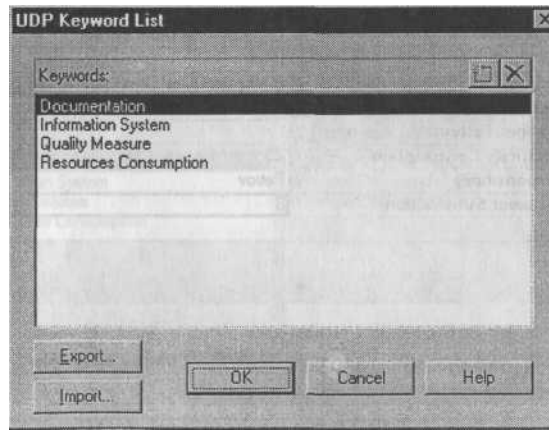 UDP Keyword List
Keywords:
Documentation
Information System
Quality Measure
Resources Consumption
Export...
Import...
OK
Cancel
Help